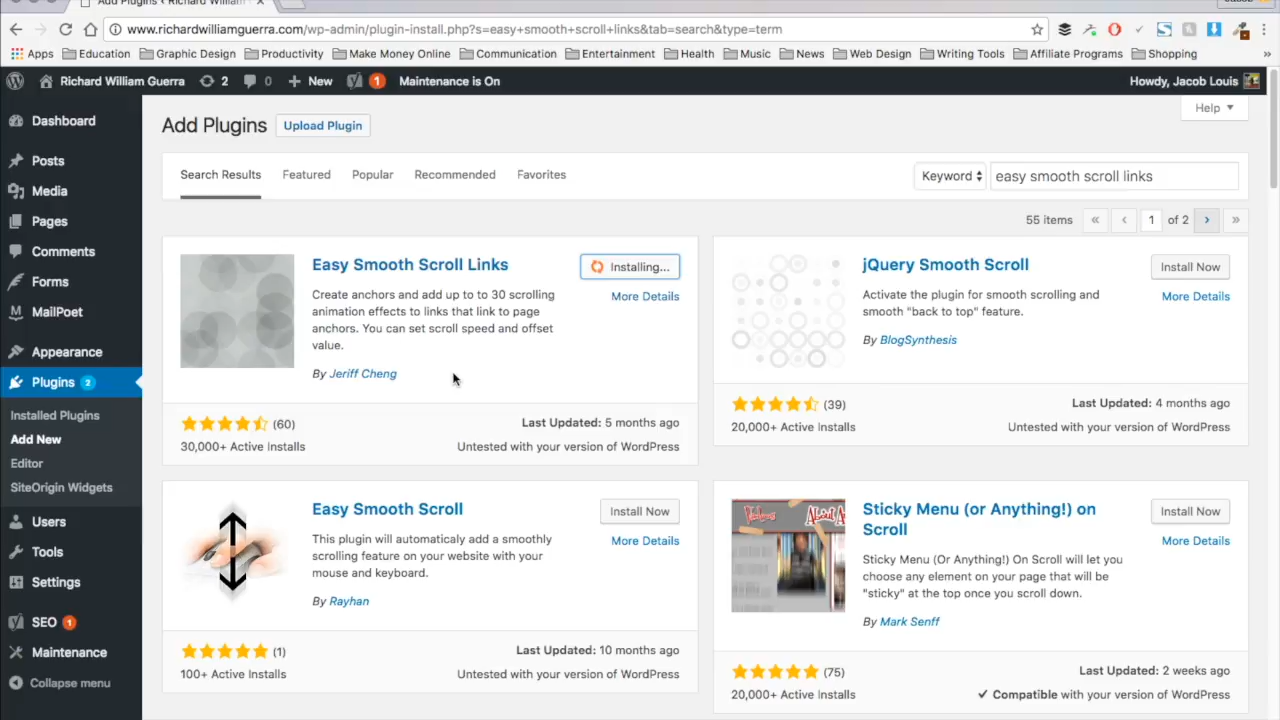 Add Plugins ‹ Richard William
www.richardwilliamguerra.com/wp-admin/plugin-install.php?s=easy+smooth+scroll+links&tab=search&type=term
Apps Education Graphic Design Productivity Make Money Online Communication Entertainment Health Music News Web Design Writing Tools Affiliate Programs Shopping »
Richard William Guerra 2 0 New 1 Maintenance is On Howdy, Jacob Louis
Help
Add Plugins Upload Plugin
Search Results Featured Popular Recommended Favorites Keyword easy smooth scroll links
55 items « ‹ 1 of 2 › »
Dashboard
Posts
Media
Pages
Comments
Forms
MailPoet
Appearance
Plugins 2
Installed Plugins
Add New
Editor
SiteOrigin Widgets
Users
Tools
Settings
SEO 1
Maintenance
Collapse menu
Easy Smooth Scroll Links
Installing...
More Details
Create anchors and add up to to 30 scrolling
animation effects to links that link to page
anchors. You can set scroll speed and offset
value.
By Jeriff Cheng
(60)
Last Updated: 5 months ago
30,000+ Active Installs
Untested with your version of WordPress
jQuery Smooth Scroll
Install Now
More Details
Activate the plugin for smooth scrolling and
smooth "back to top" feature.
By BlogSynthesis
(39)
Last Updated: 4 months ago
20,000+ Active Installs
Untested with your version of WordPress
Easy Smooth Scroll
Install Now
More Details
This plugin will automaticaly add a smoothly
scrolling feature on your website with your
mouse and keyboard.
By Rayhan
(1)
Last Updated: 10 months ago
100+ Active Installs
Untested with your version of WordPress
Sticky Menu (or Anything!) on
Scroll
Install Now
More Details
Sticky Menu (Or Anything!) On Scroll will let you
choose any element on your page that will be
"sticky" at the top once you scroll down.
By Mark Senff
(75)
Last Updated: 2 weeks ago
20,000+ Active Installs
✓ Compatible with your version of WordPress